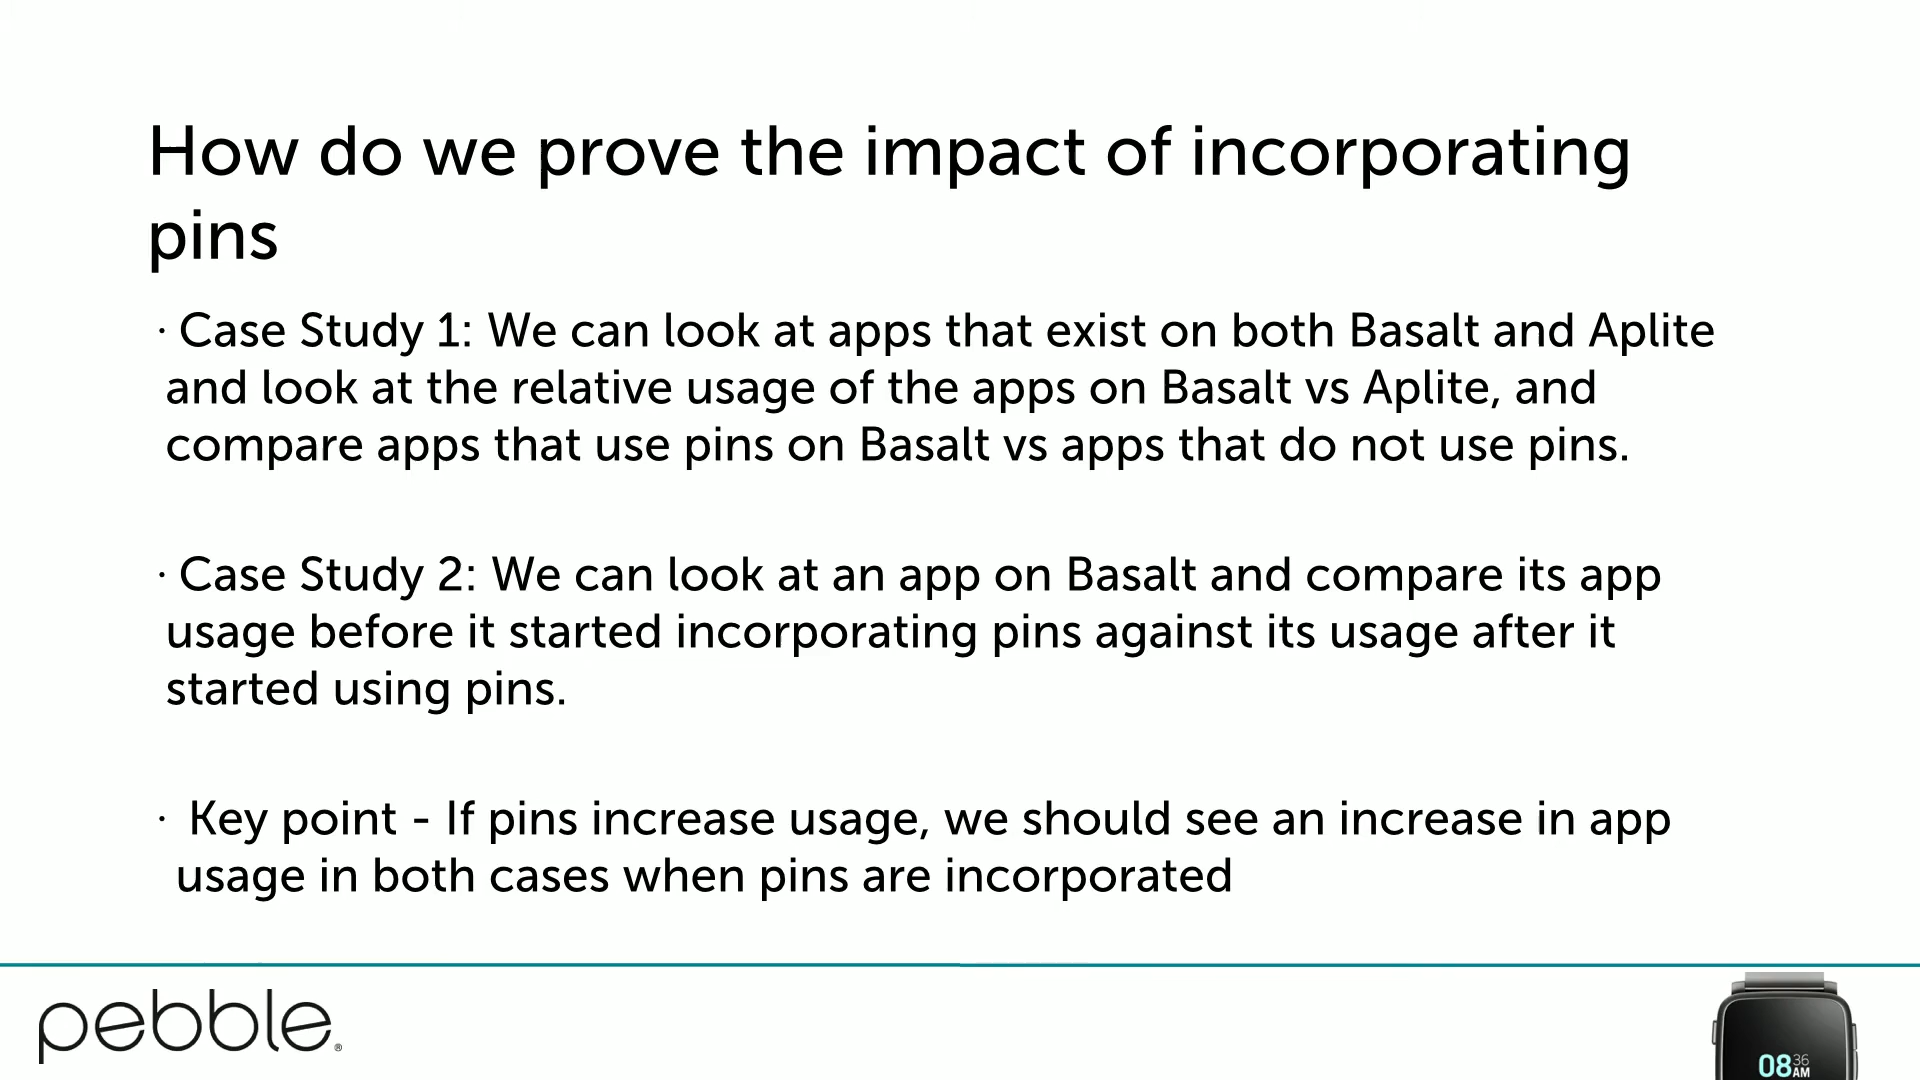 How do we prove the impact of incorporating
pins
· Case Study 1: We can look at apps that exist on both Basalt and Aplite
and look at the relative usage of the apps on Basalt vs Aplite, and
compare apps that use pins on Basalt vs apps that do not use pins.
· Case Study 2: We can look at an app on Basalt and compare its app
usage before it started incorporating pins against its usage after it
started using pins.
· Key point - If pins increase usage, we should see an increase in app
usage in both cases when pins are incorporated
pebble®
08 36 AM